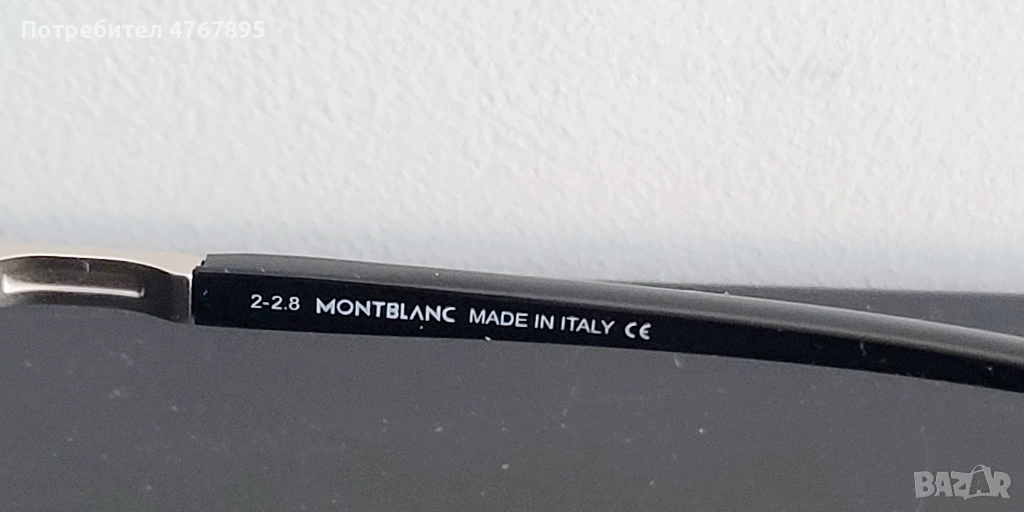 Потребител 4767895
2-2.8 MONTBLANC MADE IN ITALY CE
BAZAR